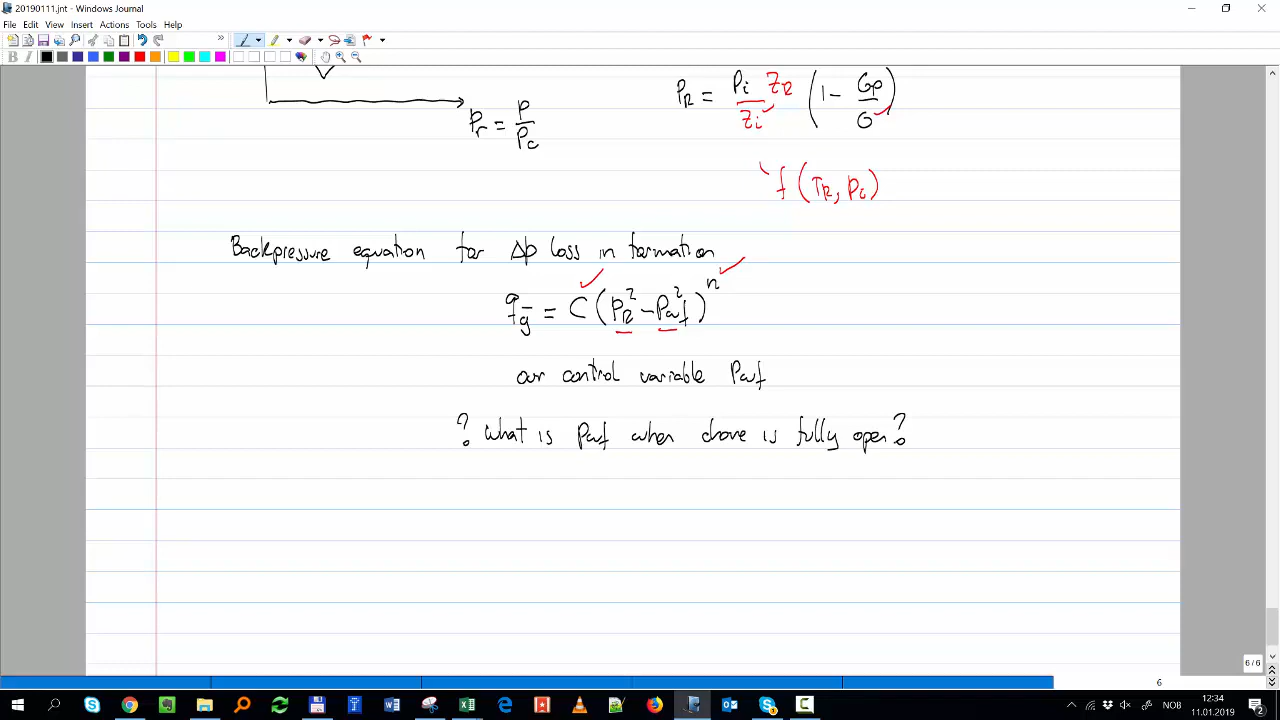 20190111.jnt - Windows Journal
File Edit View Insert Actions Tools Help
Pr = P/Pc
PR = Pi ZR / Zi (1 - Gp/G)
f (TR, Pc)
Backpressure equation for Δp loss in formation
qg̅ = C (PR² - Pwf²)ⁿ
our control variable Pwf
? What is Pwf when choke is fully open?
6/6
6
12:34
NOB
11.01.2019
2